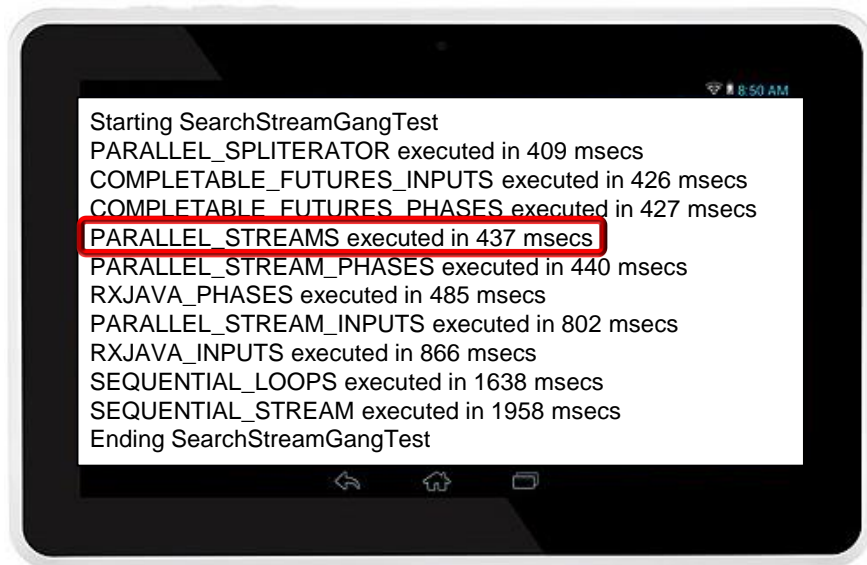 8:50 AM
Starting SearchStreamGangTest
PARALLEL_SPLITERATOR executed in 409 msecs
COMPLETABLE_FUTURES_INPUTS executed in 426 msecs
COMPLETABLE_FUTURES_PHASES executed in 427 msecs
PARALLEL_STREAMS executed in 437 msecs
PARALLEL_STREAM_PHASES executed in 440 msecs
RXJAVA_PHASES executed in 485 msecs
PARALLEL_STREAM_INPUTS executed in 802 msecs
RXJAVA_INPUTS executed in 866 msecs
SEQUENTIAL_LOOPS executed in 1638 msecs
SEQUENTIAL_STREAM executed in 1958 msecs
Ending SearchStreamGangTest